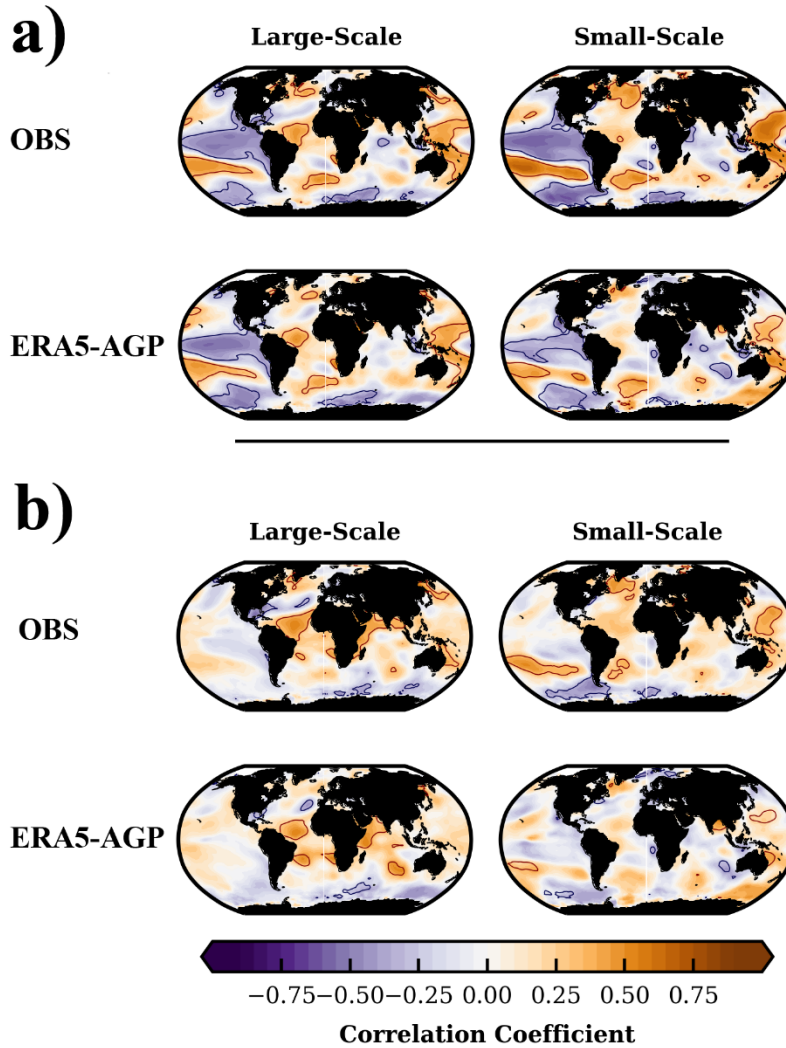 a)
Large-Scale Small-Scale
OBS
ERA5-AGP
b)
Large-Scale Small-Scale
OBS
ERA5-AGP
−0.75 −0.50 −0.25 0.00 0.25 0.50 0.75
Correlation Coefficient